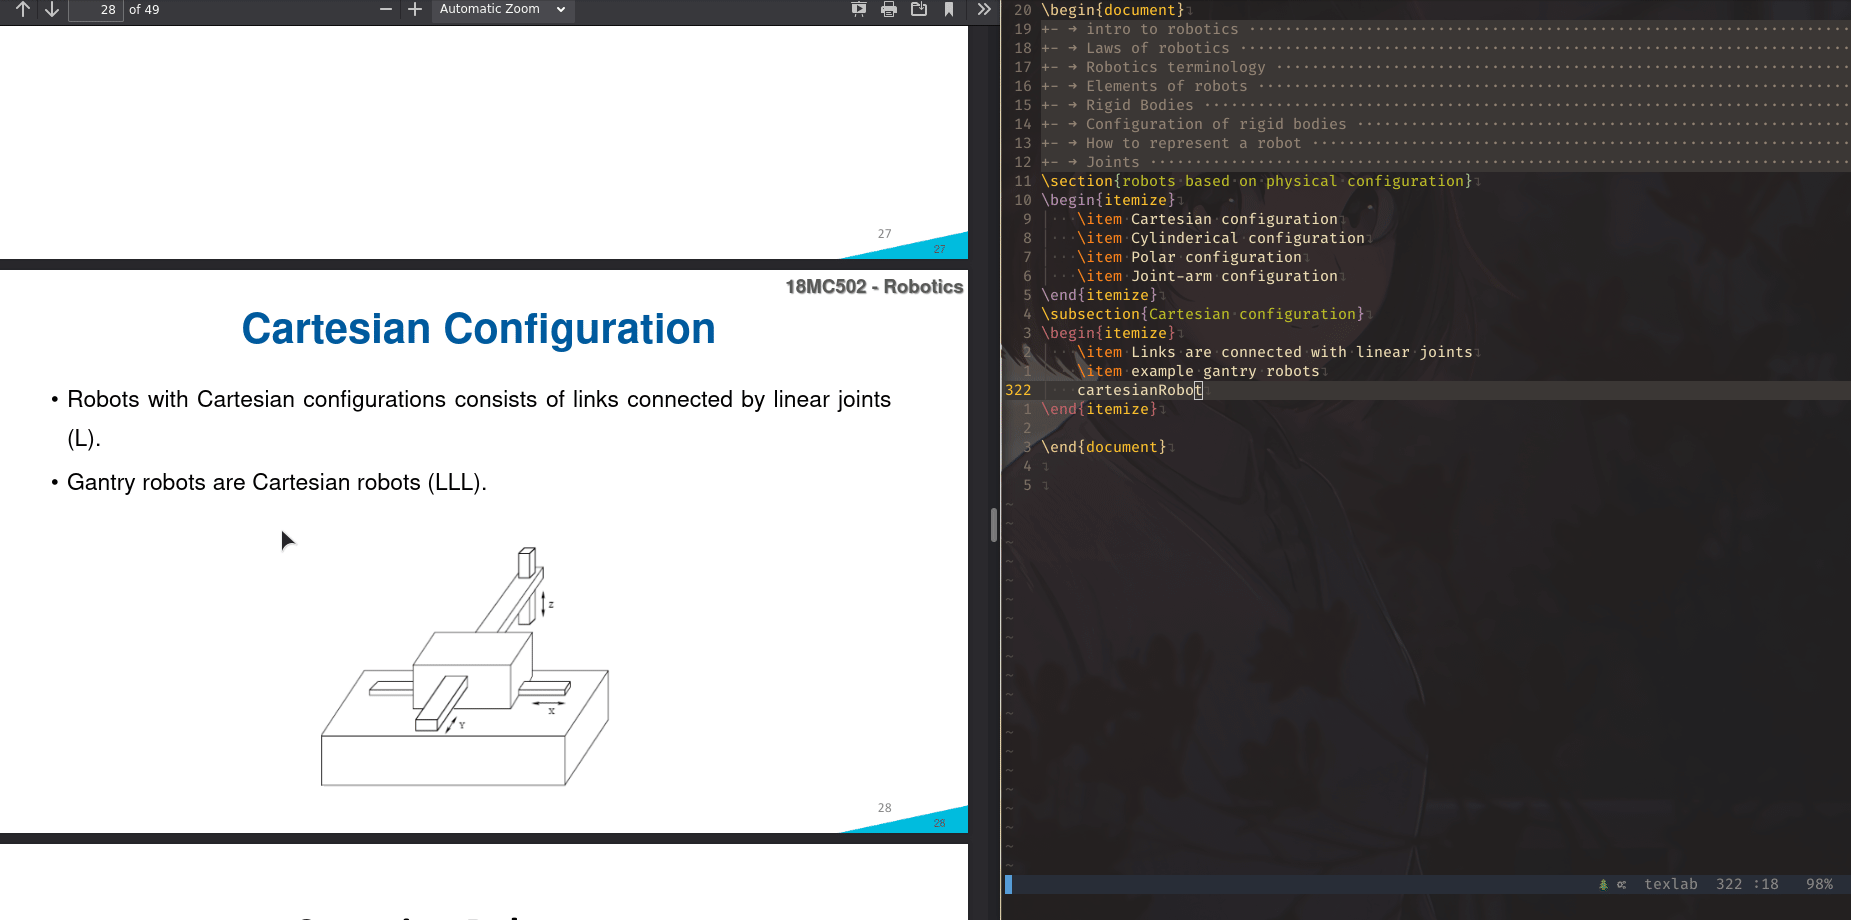 28 of 49 Automatic Zoom
27
27
18MC502 - Robotics
Cartesian Configuration
• Robots with Cartesian configurations consists of links connected by linear joints
(L).
• Gantry robots are Cartesian robots (LLL).
z
x
Y
28
28
20 \begin{document}
19 +- → intro to robotics
18 +- → Laws of robotics
17 +- → Robotics terminology
16 +- → Elements of robots
15 +- → Rigid Bodies
14 +- → Configuration of rigid bodies
13 +- → How to represent a robot
12 +- → Joints
11 \section{robots based on physical configuration}
10 \begin{itemize}
9 \item Cartesian configuration
8 \item Cylinderical configuration
7 \item Polar configuration
6 \item Joint-arm configuration
5 \end{itemize}
4 \subsection{Cartesian configuration}
3 \begin{itemize}
2 \item Links are connected with linear joints
1 \item example gantry robots
322 cartesianRobot
1 \end{itemize}
2
3 \end{document}
4
5
texlab 322 :18 98%